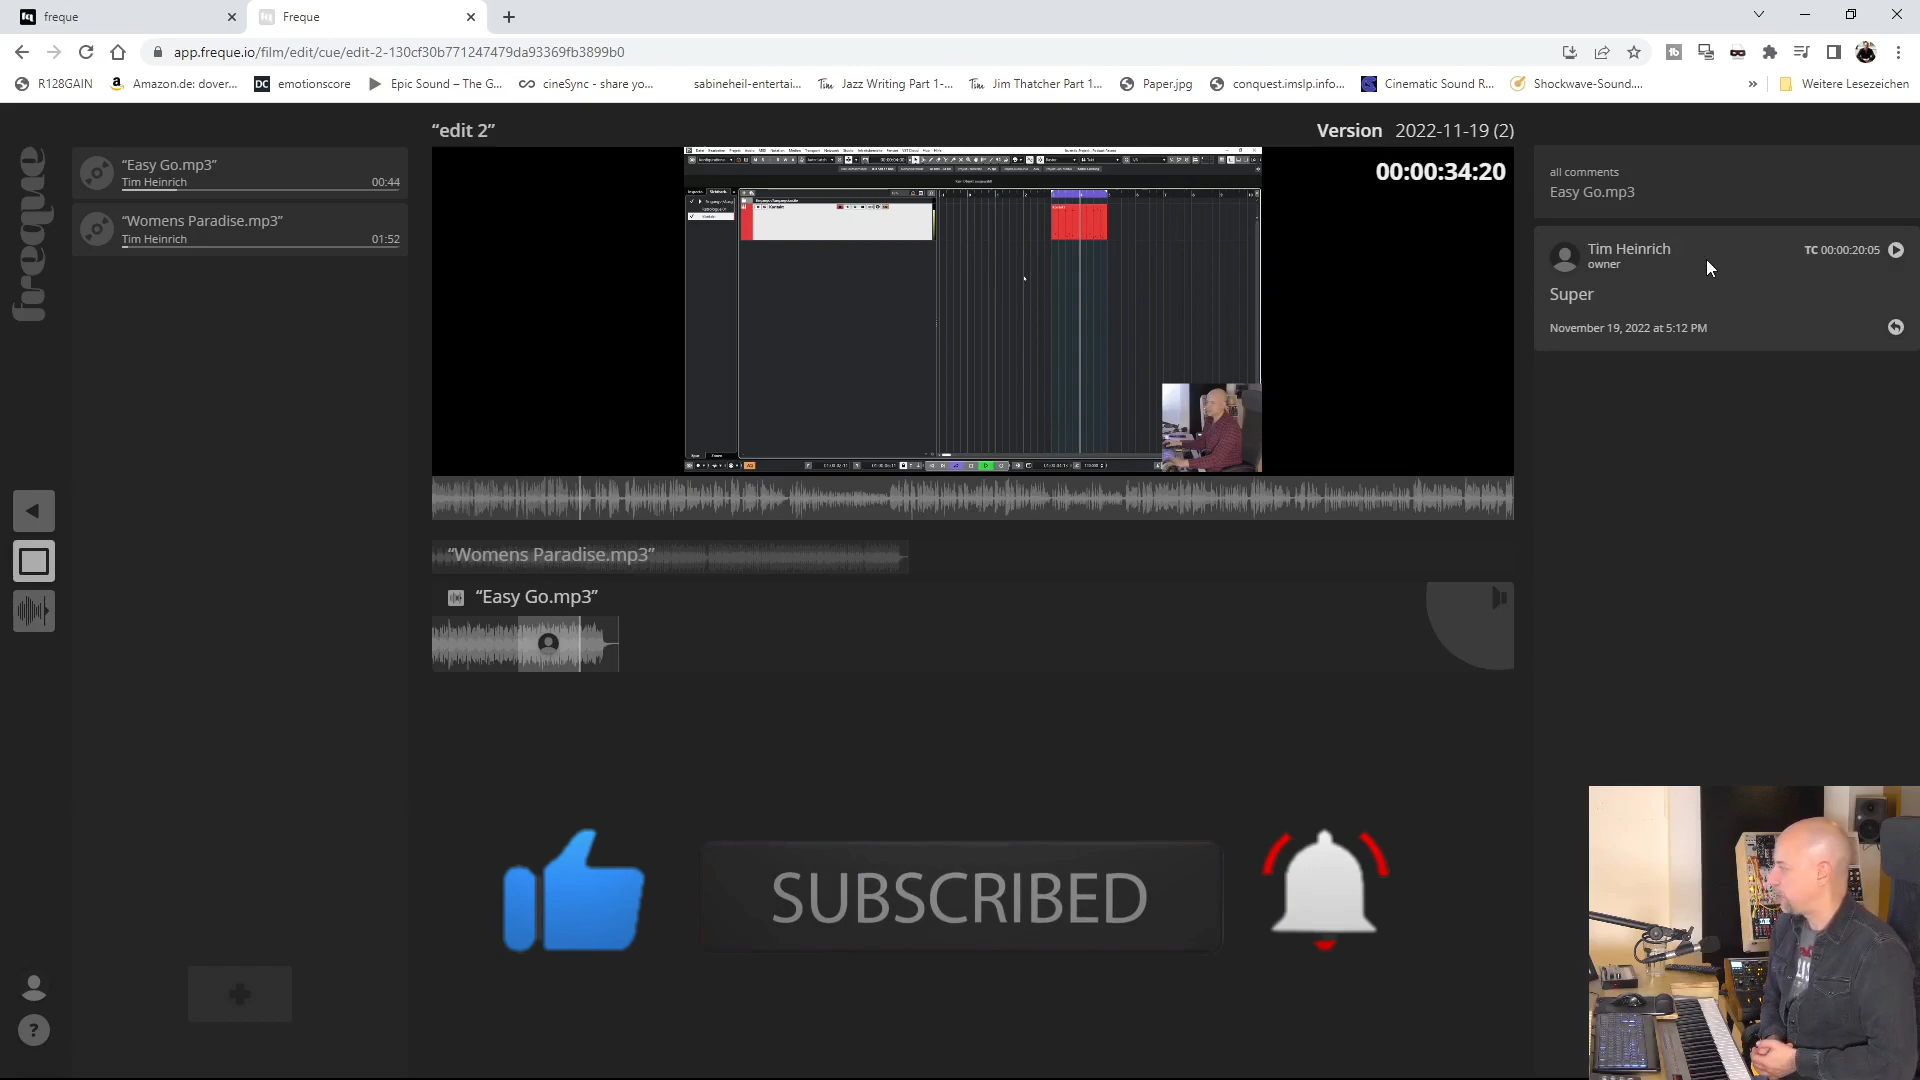 freque
Freque
app.freque.io/film/edit/cue/edit-2-130cf30b771247479da93369fb3899b0
R128GAIN
Amazon.de: dover...
DC emotionscore
Epic Sound – The G...
cineSync - share yo...
sabineheil-entertai...
Tim Jazz Writing Part 1-...
Tim Jim Thatcher Part 1...
Paper.jpg
conquest.imslp.info...
Cinematic Sound R...
Shockwave-Sound....
»
Weitere Lesezeichen
freque
“Easy Go.mp3”
Tim Heinrich
00:44
“Womens Paradise.mp3”
Tim Heinrich
01:52
“edit 2”
Version 2022-11-19 (2)
00:00:34:20
“Womens Paradise.mp3”
“Easy Go.mp3”
all comments
Easy Go.mp3
Tim Heinrich
owner
TC 00:00:20:05
Super
November 19, 2022 at 5:12 PM
SUBSCRIBED
?